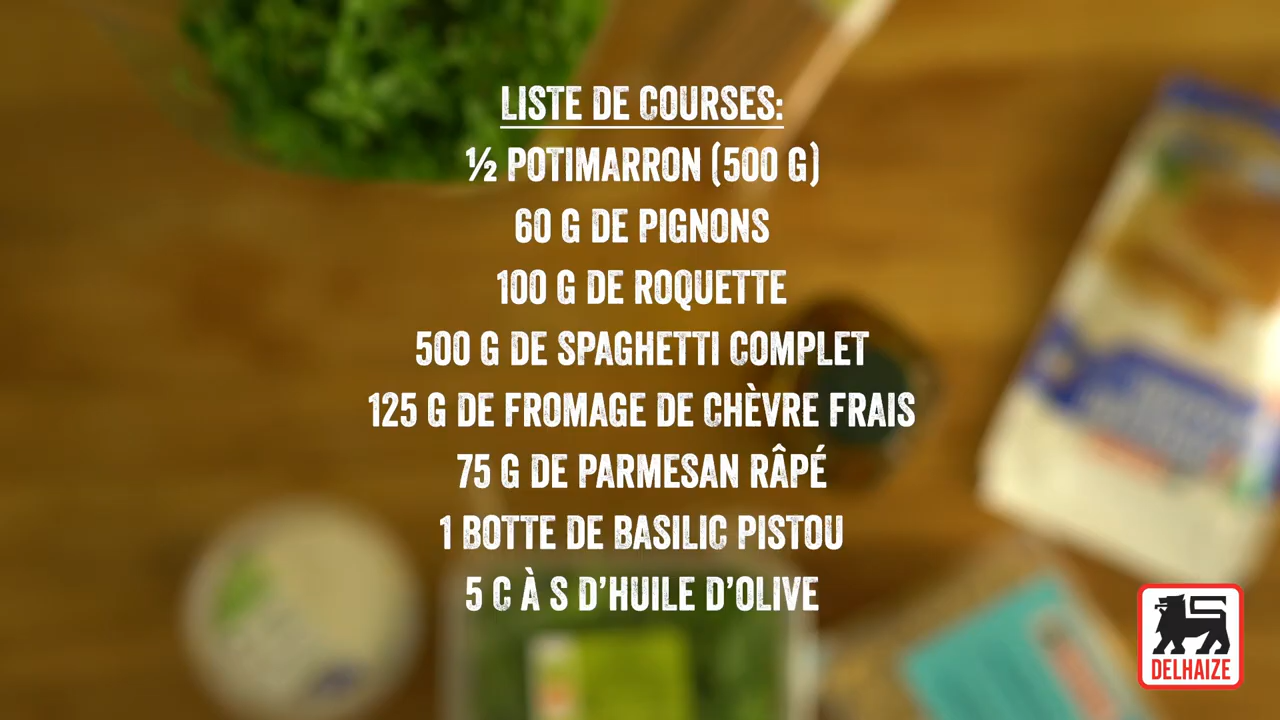 LISTE DE COURSES:
½ POTIMARRON (500 G)
60 G DE PIGNONS
100 G DE ROQUETTE
500 G DE SPAGHETTI COMPLET
125 G DE FROMAGE DE CHÈVRE FRAIS
75 G DE PARMESAN RÂPÉ
1 BOTTE DE BASILIC PISTOU
5 C À S D’HUILE D’OLIVE
DELHAIZE